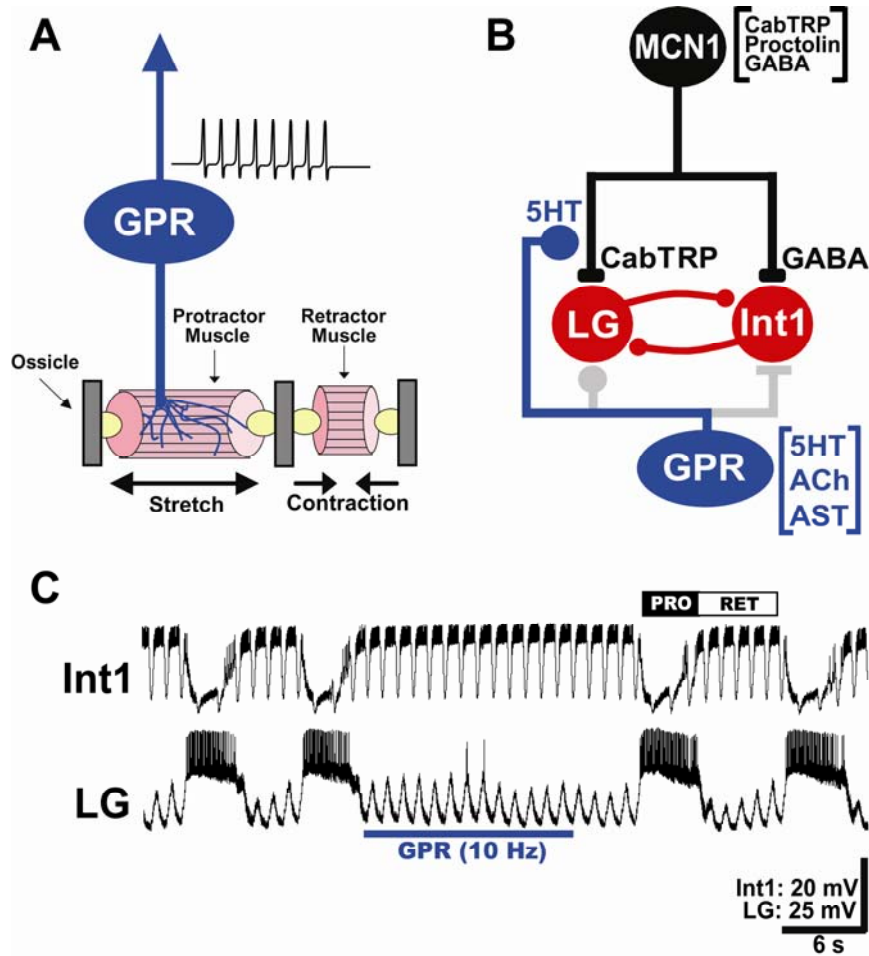 A
GPR
Protractor
Muscle
Retractor
Muscle
Ossicle
Stretch
Contraction
B
MCN1
CabTRP
Proctolin
GABA
5HT
CabTRP
GABA
LG
Int1
GPR
5HT
ACh
AST
C
PRO RET
Int1
LG
GPR (10 Hz)
Int1: 20 mV
LG: 25 mV
6 s